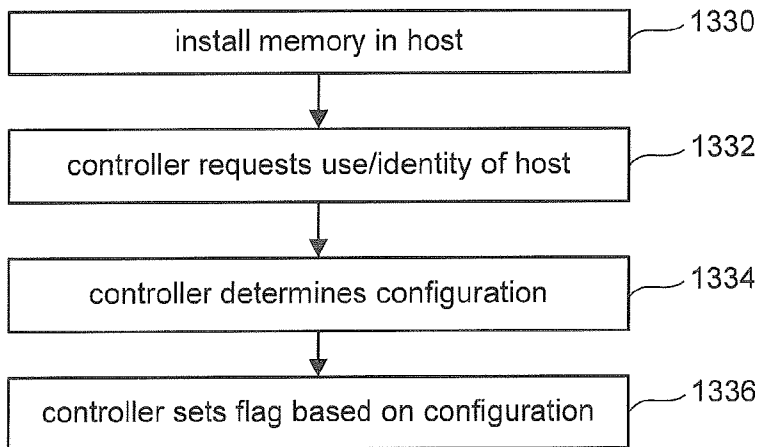 install memory in host
1330
controller requests use/identity of host
1332
controller determines configuration
1334
controller sets flag based on configuration
1336